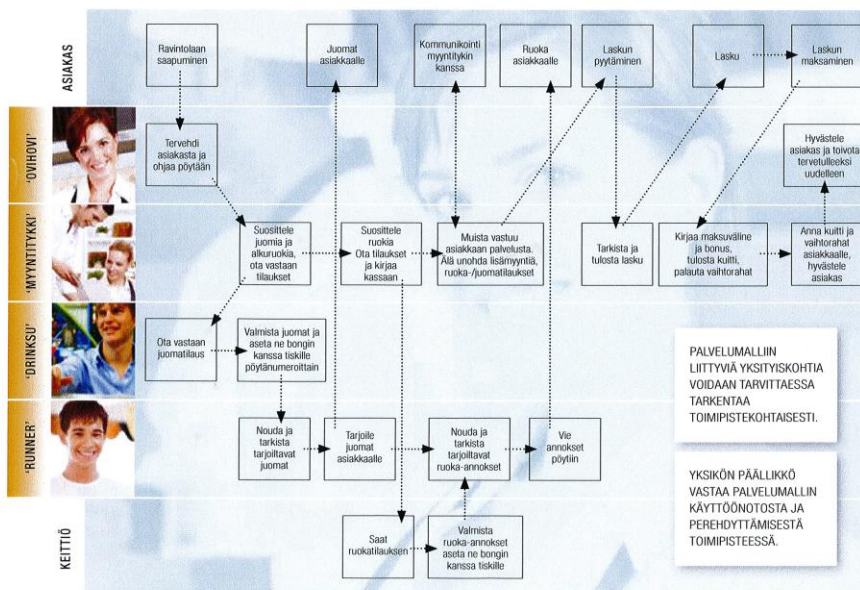 ASIAKAS
Ravintolaan
saapuminen
Juomat
asiakkaalle
Kommunikointi
myyntitykin
kanssa
Ruoka
asiakkaalle
Laskun
pyytäminen
Lasku
Laskun
maksaminen
'OVIHOVI'
Tervehdi
asiakasta ja
ohjaa pöytään
Hyvästele
asiakas ja toivota
tervetulleeksi
uudelleen
'MYYNTITYKKI'
Suosittele
juomia ja
alkuruokia,
ota vastaan
tilaukset
Suosittele
ruokia
Ota tilaukset
ja kirjaa
kassaan
Muista vastuu
asiakkaan palvelusta.
Älä unohda lisämyyntiä,
ruoka-/juomatilaukset
Tarkista ja
tulosta lasku
Kirjaa maksuväline
ja bonus,
tulosta kuitti,
palauta vaihtorahat
Anna kuitti ja
vaihtorahat
asiakkaalle,
hyvästele
asiakas
'DRINKSU'
Ota vastaan
juomatilaus
Valmista juomat ja
aseta ne bongin
kanssa tiskille
pöytänumeroittain
PALVELUMALLIIN
LIITTYVIÄ YKSITYISKOHTIA
VOIDAAN TARVITTAESSA
TARKENTAA
TOIMIPISTEKOHTAISESTI.
'RUNNER'
Nouda ja
tarkista
tarjoiltavat
juomat
Tarjoile
juomat
asiakkaalle
Nouda ja
tarkista
tarjoiltavat
ruoka-annokset
Vie
annokset
pöytiin
YKSIKÖN PÄÄLLIKKÖ
VASTAA PALVELUMALLIN
KÄYTTÖÖNOTOSTA JA
PEREHDYTTÄMISESTÄ
TOIMIPISTEESSÄ.
KEITTIÖ
Saat
ruokatilauksen
Valmista
ruoka-annokset
aseta ne bongin
kanssa tiskille